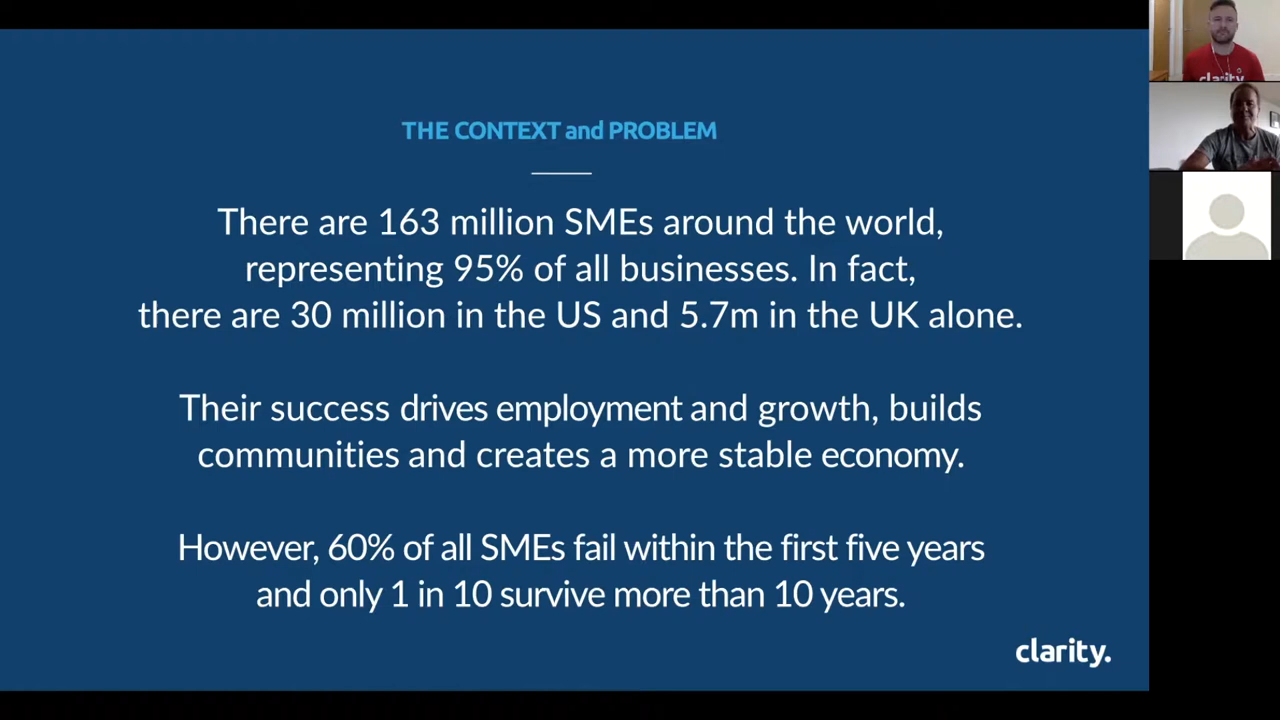 THE CONTEXT and PROBLEM
There are 163 million SMEs around the world,
representing 95% of all businesses. In fact,
there are 30 million in the US and 5.7m in the UK alone.
Their success drives employment and growth, builds
communities and creates a more stable economy.
However, 60% of all SMEs fail within the first five years
and only 1 in 10 survive more than 10 years.
clarity.
clarity